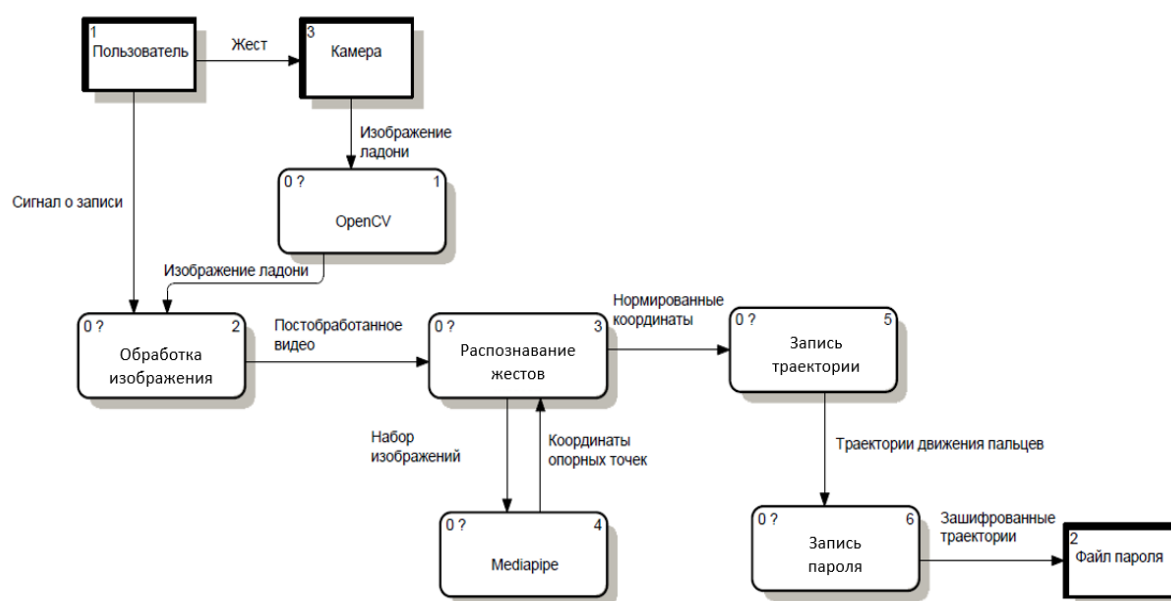 1
Пользователь
Жест
3
Камера
Изображение
ладони
Сигнал о записи
0 ?
1
OpenCV
Изображение ладони
0 ?
2
Обработка
изображения
Постобработанное
видео
0 ?
3
Распознавание
жестов
Нормированные
координаты
0 ?
5
Запись
траектории
Набор
изображений
Координаты
опорных точек
Траектории движения пальцев
0 ?
4
Mediapipe
0 ?
6
Запись
пароля
Зашифрованные
траектории
2
Файл пароля